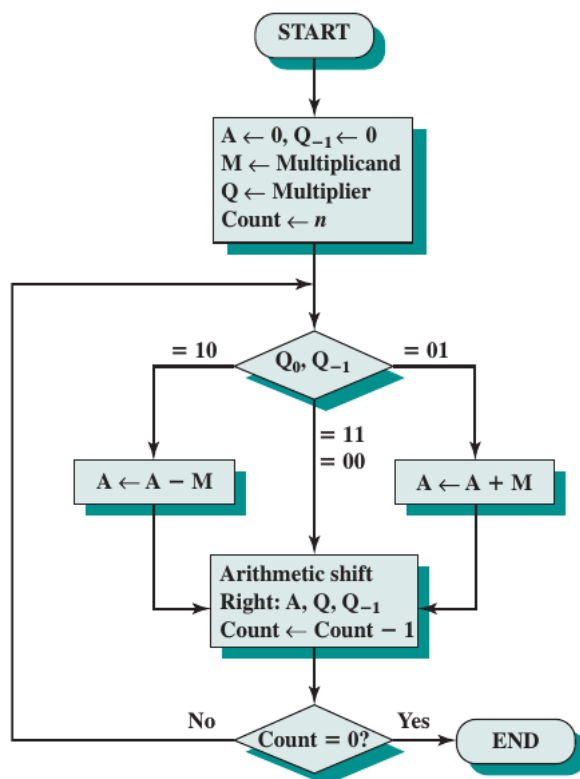 START
A ← 0, Q₋₁ ← 0
M ← Multiplicand
Q ← Multiplier
Count ← n
= 10
Q₀, Q₋₁
= 01
= 11
= 00
A ← A − M
A ← A + M
Arithmetic shift
Right: A, Q, Q₋₁
Count ← Count − 1
No
Count = 0?
Yes
END